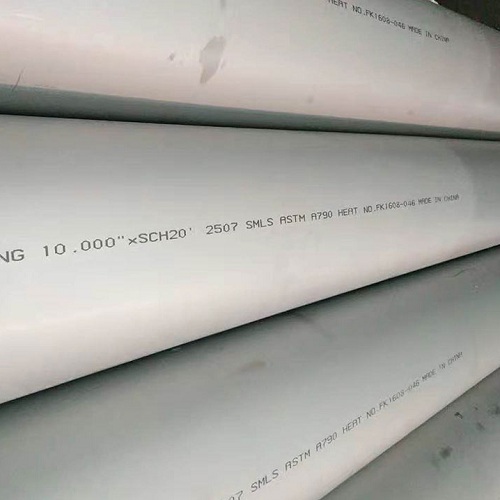 HEAT NO.FK1608-046 MADE IN CHINA
NG 10.000"×SCH20' 2507 SMLS ASTM A790 HEAT NO.FK1608-046 MADE IN CHINA
07 SMLS ASTM A790 HEAT NO.FK1608-046 MADE IN CHINA